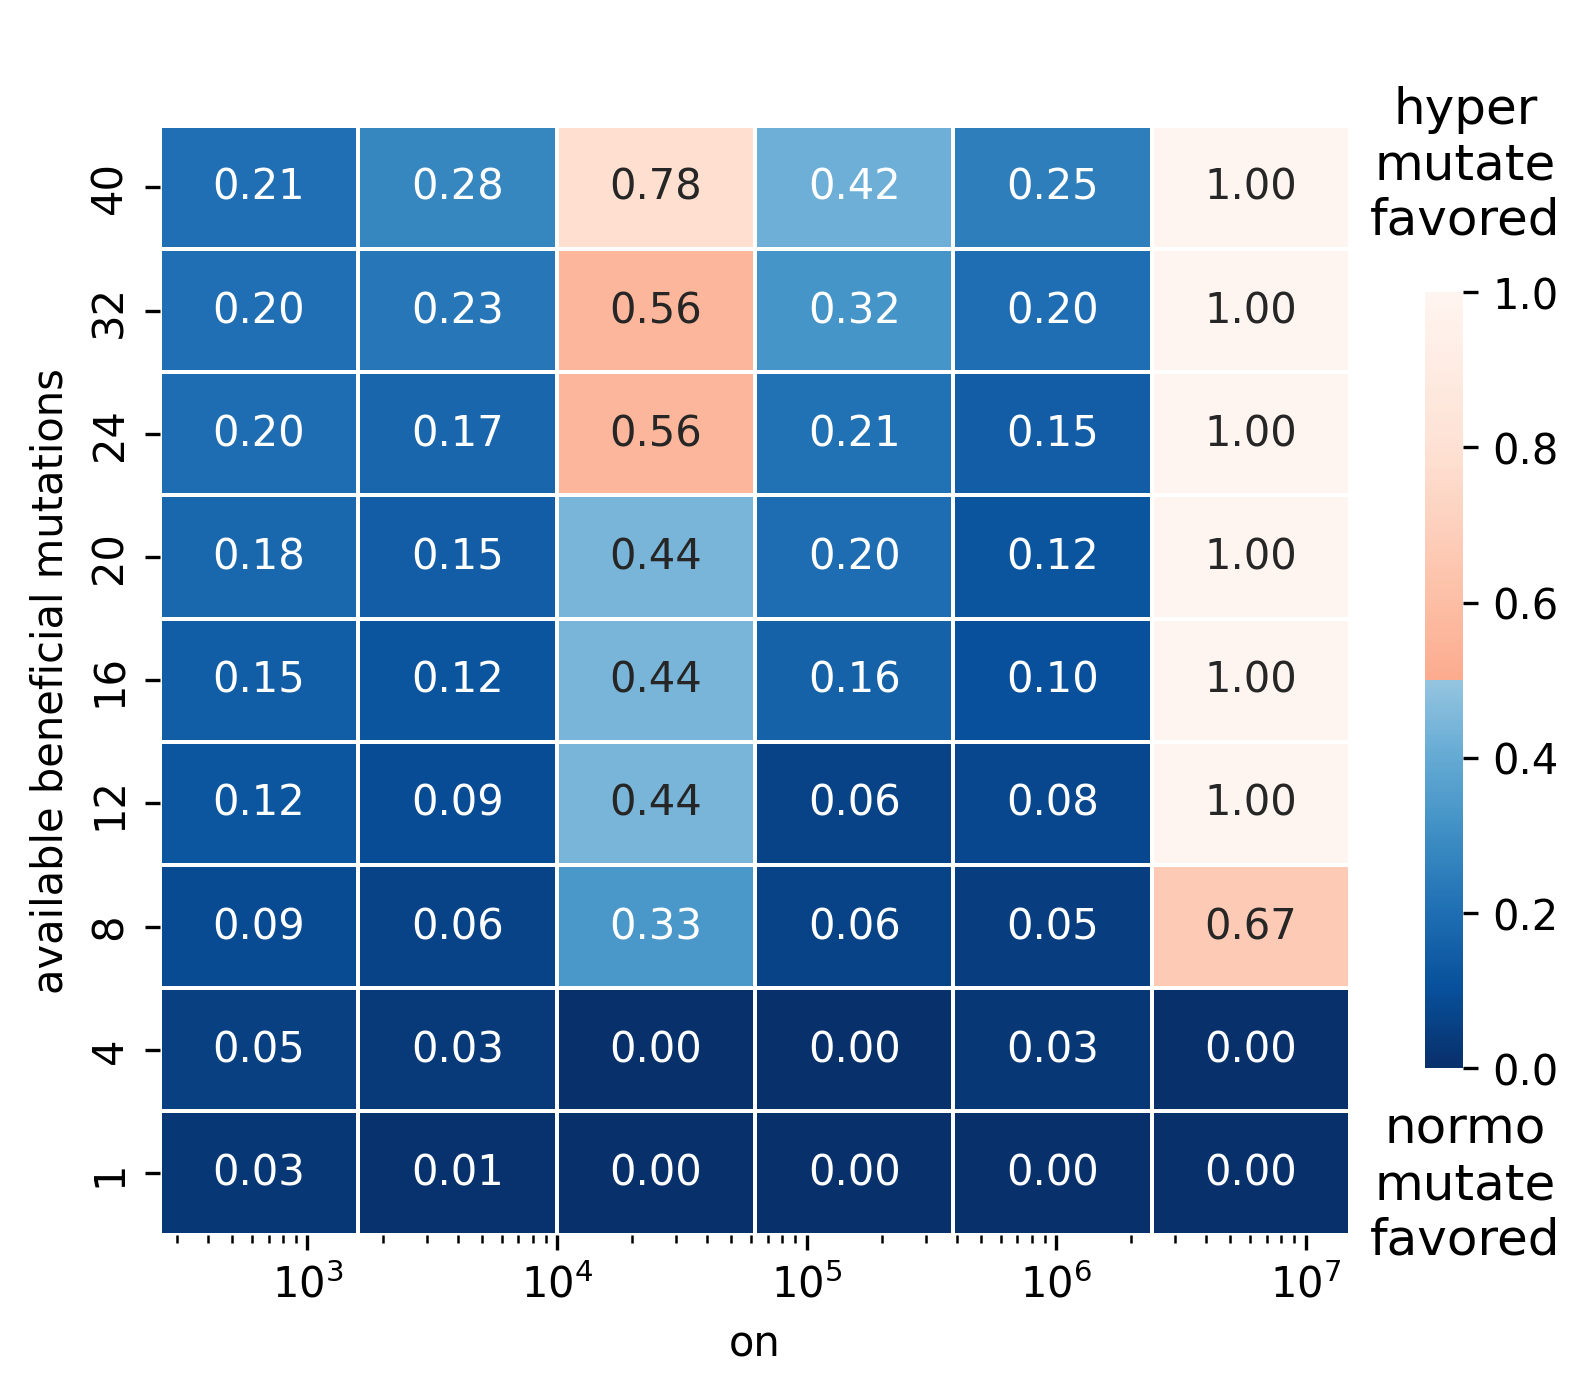 hyper
mutate
favored
available beneficial mutations
40 0.21 0.28 0.78 0.42 0.25 1.00
32 0.20 0.23 0.56 0.32 0.20 1.00
24 0.20 0.17 0.56 0.21 0.15 1.00
20 0.18 0.15 0.44 0.20 0.12 1.00
16 0.15 0.12 0.44 0.16 0.10 1.00
12 0.12 0.09 0.44 0.06 0.08 1.00
8 0.09 0.06 0.33 0.06 0.05 0.67
4 0.05 0.03 0.00 0.00 0.03 0.00
1 0.03 0.01 0.00 0.00 0.00 0.00
10³ 10⁴ 10⁵ 10⁶ 10⁷
on
1.0
0.8
0.6
0.4
0.2
0.0
normo
mutate
favored